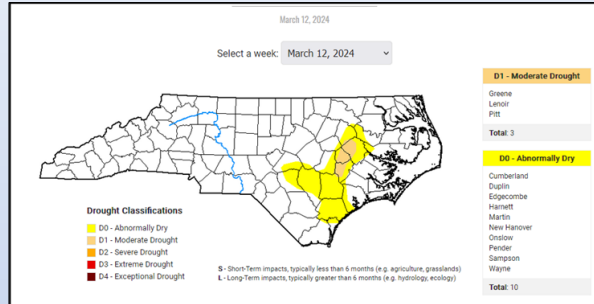 March 12, 2024
Select a week: March 12, 2024
D1 - Moderate Drought
Greene
Lenoir
Pitt
Total: 3
D0 - Abnormally Dry
Cumberland
Duplin
Edgecombe
Harnett
Martin
New Hanover
Onslow
Pender
Sampson
Wayne
Total: 10
Drought Classifications
D0 - Abnormally Dry
D1 - Moderate Drought
D2 - Severe Drought
D3 - Extreme Drought
D4 - Exceptional Drought
S - Short-Term impacts, typically less than 6 months (e.g. agriculture, grasslands)
L - Long-Term impacts, typically greater than 6 months (e.g. hydrology, ecology)